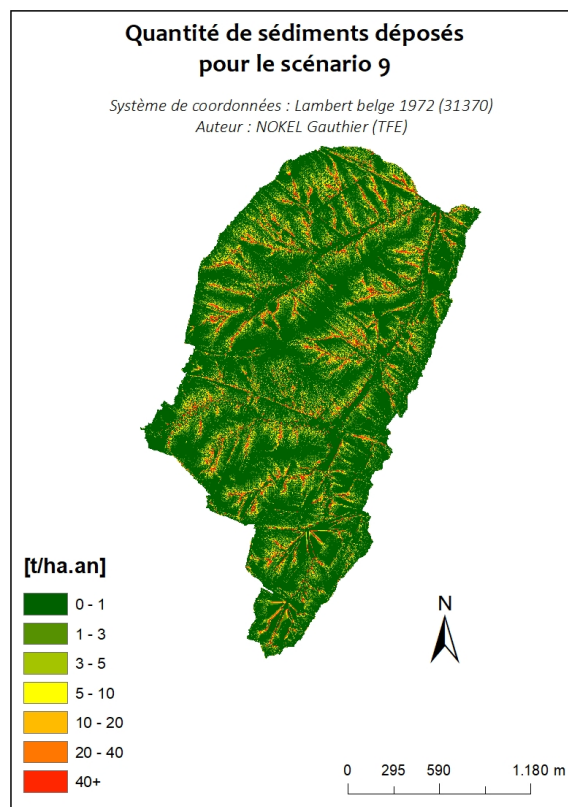 Quantité de sédiments déposés
pour le scénario 9
Système de coordonnées : Lambert belge 1972 (31370)
Auteur : NOKEL Gauthier (TFE)
[t/ha.an]
0 - 1
1 - 3
3 - 5
5 - 10
10 - 20
20 - 40
40+
N
0 295 590 1.180 m